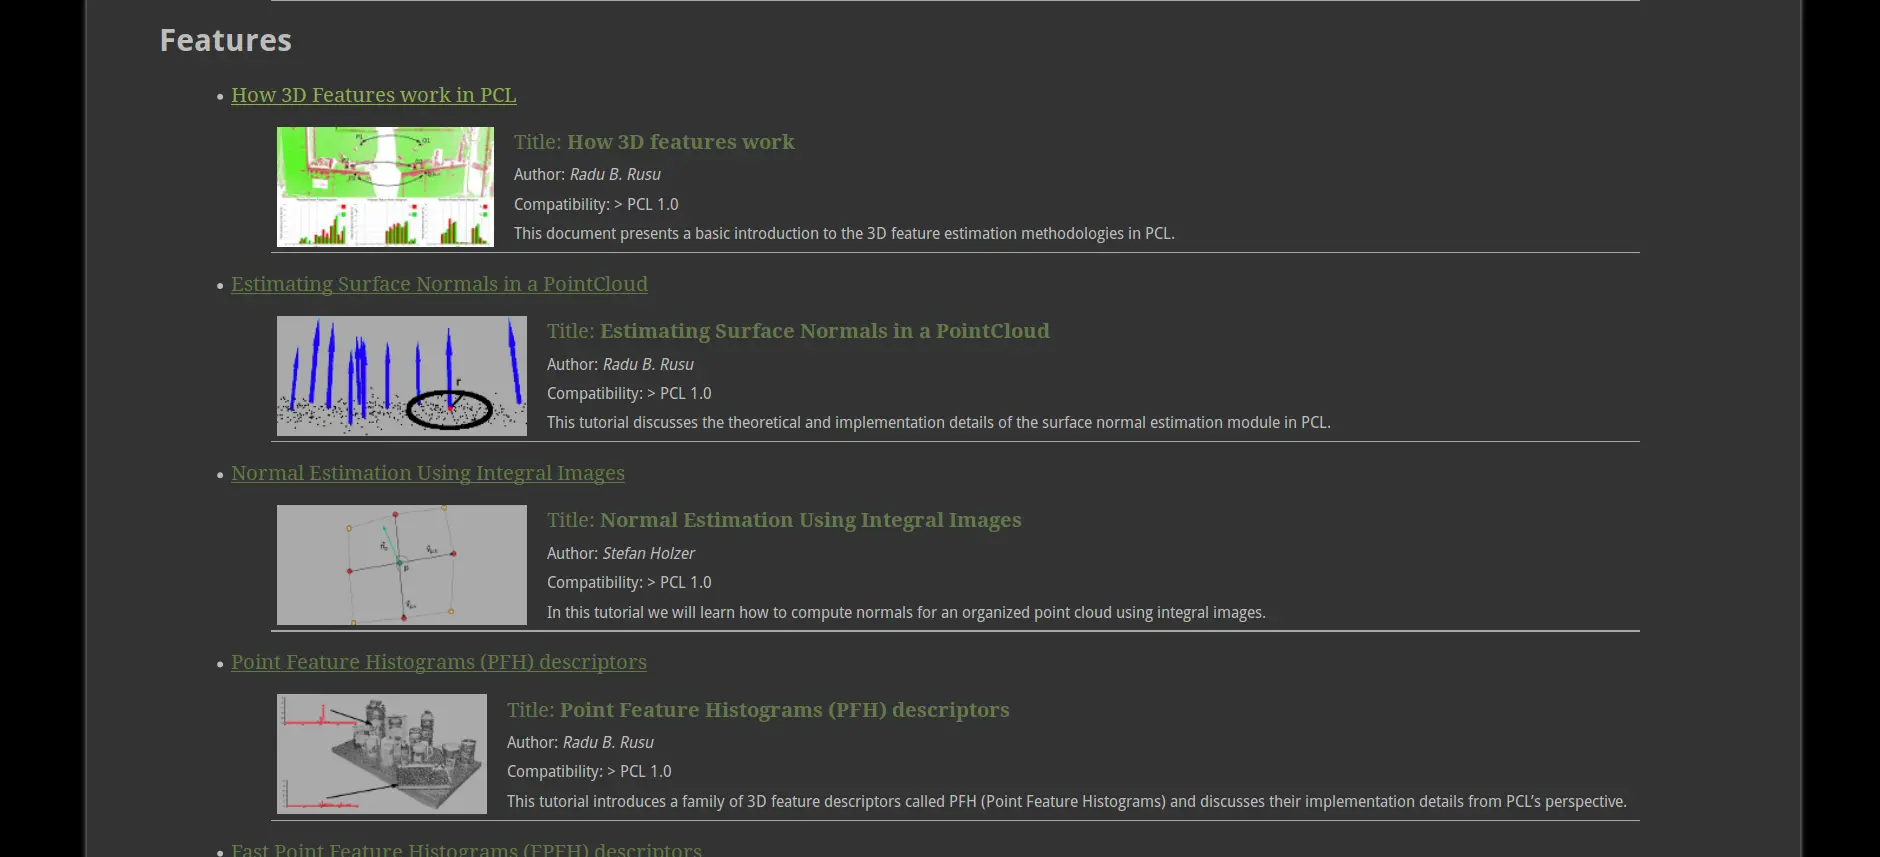 Features
• How 3D Features work in PCL
Title: How 3D features work
Author: Radu B. Rusu
Compatibility: > PCL 1.0
This document presents a basic introduction to the 3D feature estimation methodologies in PCL.
• Estimating Surface Normals in a PointCloud
r
Title: Estimating Surface Normals in a PointCloud
Author: Radu B. Rusu
Compatibility: > PCL 1.0
This tutorial discusses the theoretical and implementation details of the surface normal estimation module in PCL.
• Normal Estimation Using Integral Images
p
Title: Normal Estimation Using Integral Images
Author: Stefan Holzer
Compatibility: > PCL 1.0
In this tutorial we will learn how to compute normals for an organized point cloud using integral images.
• Point Feature Histograms (PFH) descriptors
Title: Point Feature Histograms (PFH) descriptors
Author: Radu B. Rusu
Compatibility: > PCL 1.0
This tutorial introduces a family of 3D feature descriptors called PFH (Point Feature Histograms) and discusses their implementation details from PCL’s perspective.
• Fast Point Feature Histograms (FPFH) descriptors